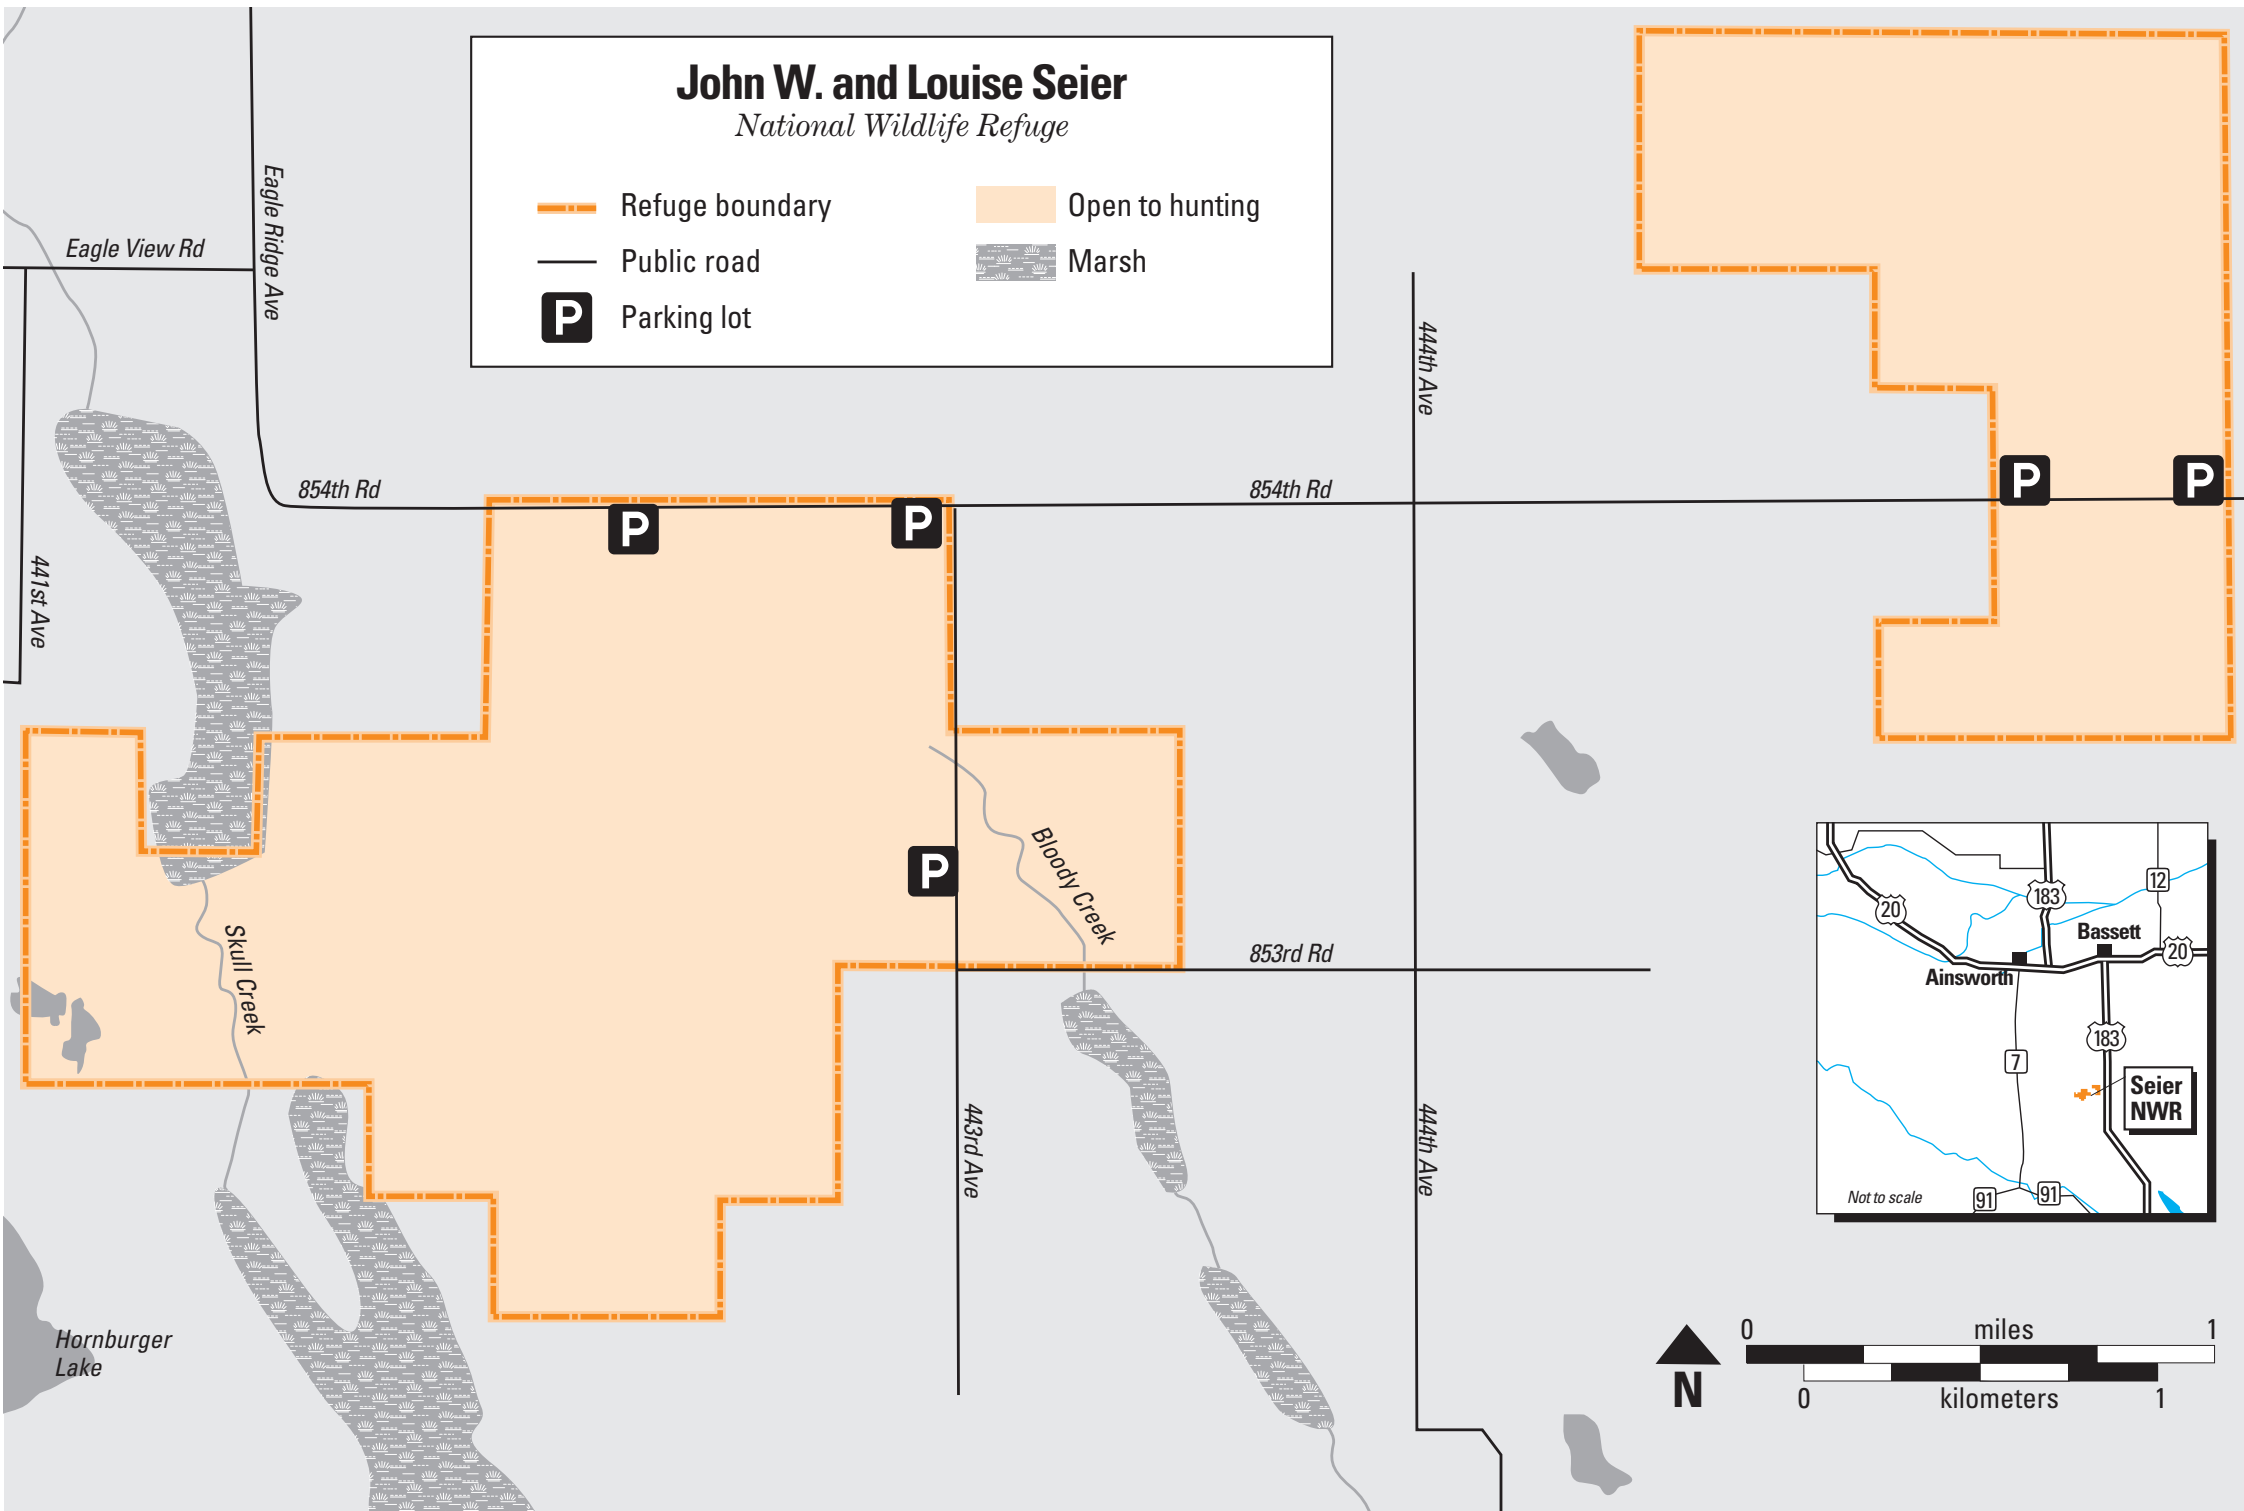 John W. and Louise Seier
National Wildlife Refuge
Refuge boundary
Open to hunting
Public road
Marsh
P
Parking lot
Eagle View Rd
Eagle Ridge Ave
444th Ave
854th Rd
854th Rd
P
P
P
P
441st Ave
Bloody Creek
P
Skull Creek
853rd Rd
443rd Ave
444th Ave
Hornburger
Lake
20
183
12
Bassett
20
Ainsworth
183
7
Seier
NWR
Not to scale
91
91
0 miles 1
N
0 kilometers 1